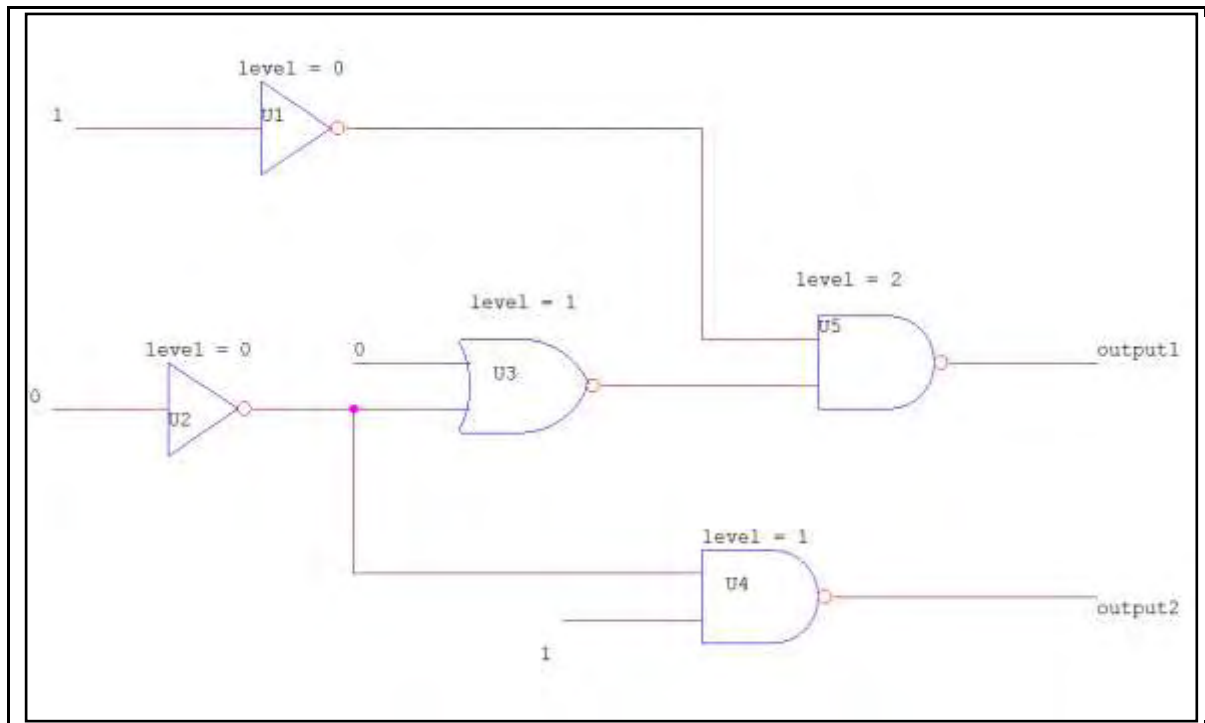 level = 0
1
U1
level = 2
level = 1
U5
level = 0
0
output1
U3
0
U2
level = 1
U4
output2
1